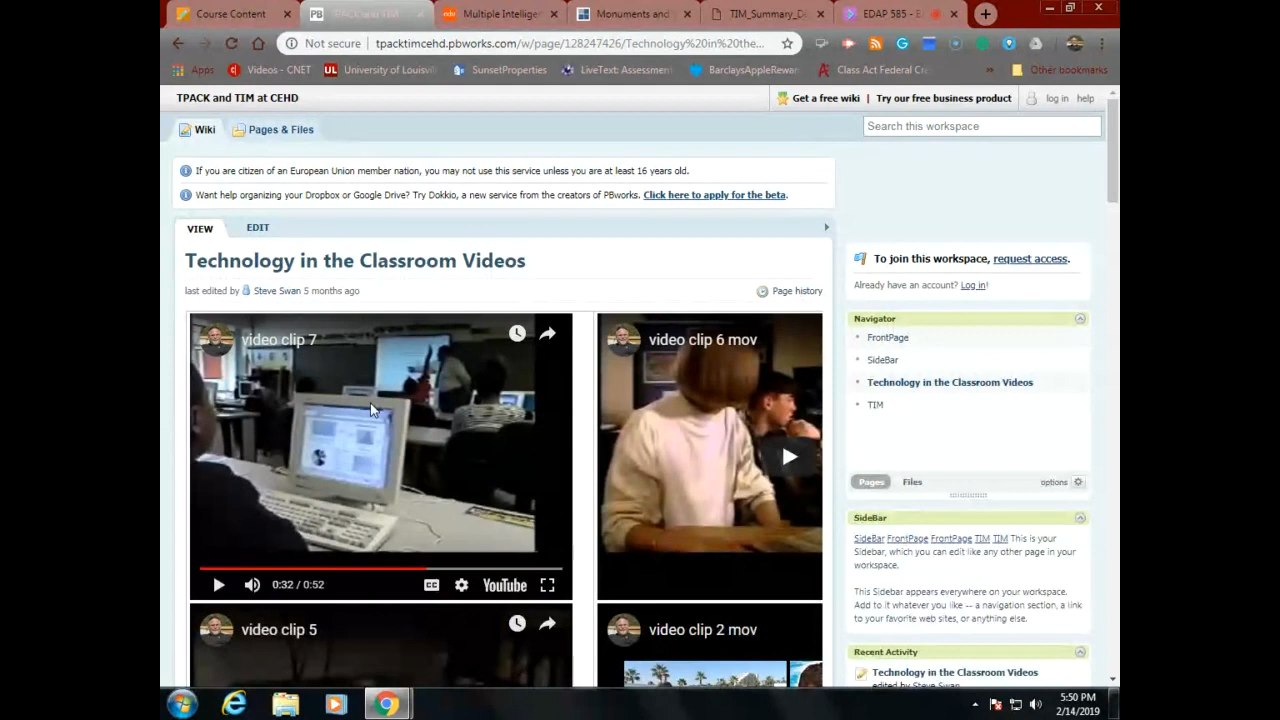 Course Content
PB
Multiple Intelligen
Monuments and
TIM_Summary_De
EDAP 585 - E
Not secure
tpacktimcehd.pbworks.com/w/page/128247426/Technology%20in%20the...
Apps
Videos - CNET
University of Louisvil
SunsetProperties
LiveText: Assessment
BarclaysAppleRewar
Class Act Federal Cre
»
Other bookmarks
TPACK and TIM at CEHD
Get a free wiki | Try our free business product
log in
help
Wiki
Pages & Files
Search this workspace
If you are citizen of an European Union member nation, you may not use this service unless you are at least 16 years old.
Want help organizing your Dropbox or Google Drive? Try Dokkio, a new service from the creators of PBworks. Click here to apply for the beta.
VIEW
EDIT
Technology in the Classroom Videos
last edited by Steve Swan 5 months ago
Page history
video clip 7
0:32 / 0:52
CC
YouTube
video clip 6 mov
video clip 5
video clip 2 mov
To join this workspace, request access.
Already have an account? Log in!
Navigator
FrontPage
SideBar
Technology in the Classroom Videos
TIM
Pages
Files
options
SideBar
SideBar FrontPage FrontPage TIM TIM This is your
Sidebar, which you can edit like any other page in your
workspace.
This Sidebar appears everywhere on your workspace.
Add to it whatever you like -- a navigation section, a link
to your favorite web sites, or anything else.
Recent Activity
Technology in the Classroom Videos
edited by Steve Swan
5:50 PM
2/14/2019